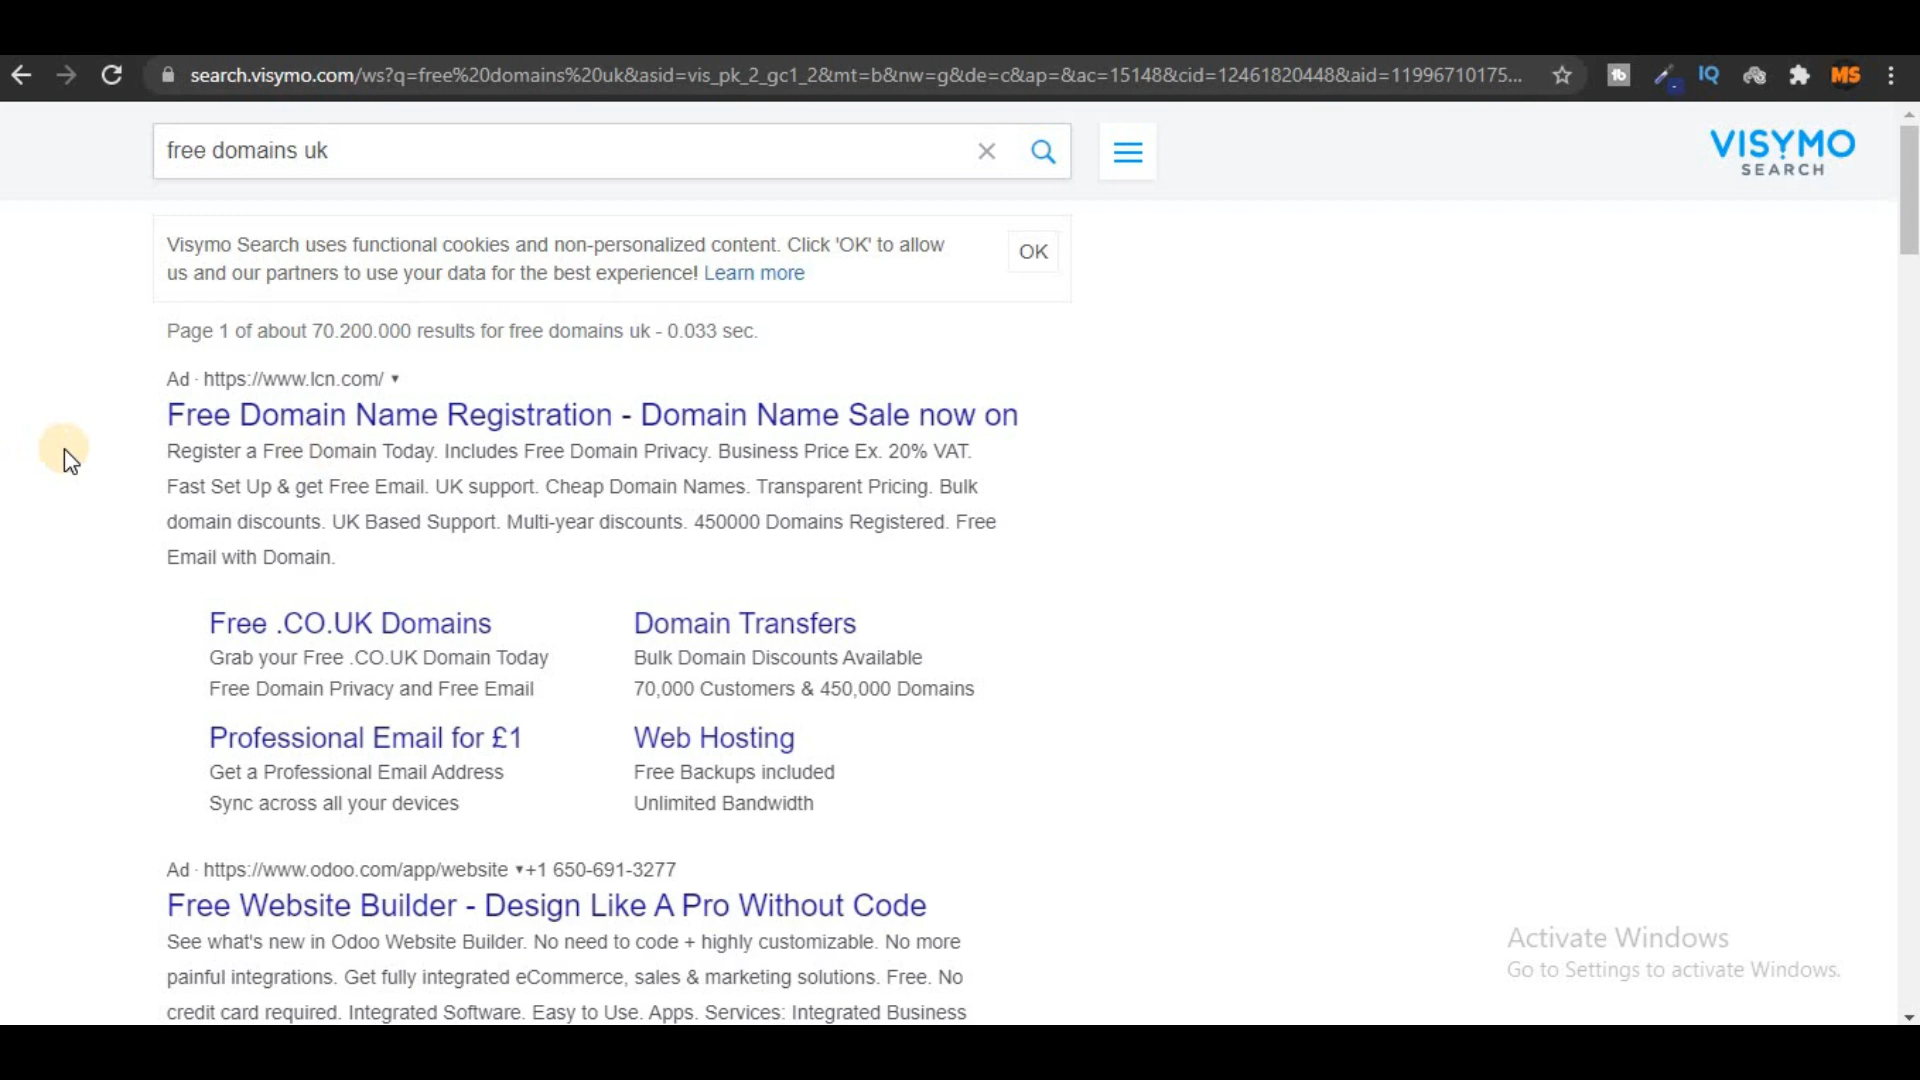 search.visymo.com/ws?q=free%20domains%20uk&asid=vis_pk_2_gc1_2&mt=b&nw=g&de=c&ap=&ac=15148&cid=12461820448&aid=11996710175...
tb
IQ
MS
free domains uk
VISYMO
SEARCH
Visymo Search uses functional cookies and non-personalized content. Click 'OK' to allow
us and our partners to use your data for the best experience! Learn more
OK
Page 1 of about 70.200.000 results for free domains uk - 0.033 sec.
Ad · https://www.lcn.com/
Free Domain Name Registration - Domain Name Sale now on
Register a Free Domain Today. Includes Free Domain Privacy. Business Price Ex. 20% VAT.
Fast Set Up & get Free Email. UK support. Cheap Domain Names. Transparent Pricing. Bulk
domain discounts. UK Based Support. Multi-year discounts. 450000 Domains Registered. Free
Email with Domain.
Free .CO.UK Domains
Grab your Free .CO.UK Domain Today
Free Domain Privacy and Free Email
Domain Transfers
Bulk Domain Discounts Available
70,000 Customers & 450,000 Domains
Professional Email for £1
Get a Professional Email Address
Sync across all your devices
Web Hosting
Free Backups included
Unlimited Bandwidth
Ad · https://www.odoo.com/app/website ▾+1 650-691-3277
Free Website Builder - Design Like A Pro Without Code
See what's new in Odoo Website Builder. No need to code + highly customizable. No more
painful integrations. Get fully integrated eCommerce, sales & marketing solutions. Free. No
credit card required. Integrated Software. Easy to Use. Apps. Services: Integrated Business
Activate Windows
Go to Settings to activate Windows.